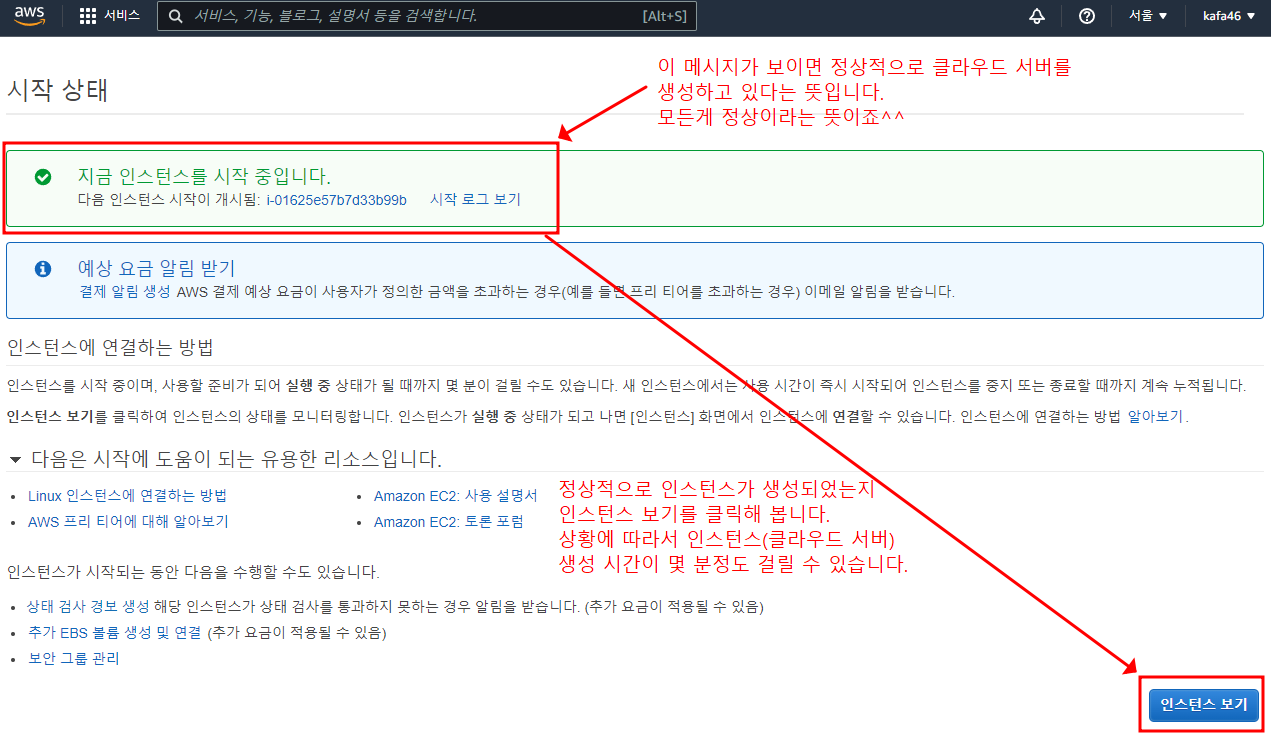 aws 서비스 서비스, 기능, 블로그, 설명서 등을 검색합니다. [Alt+S] 서울 ▼ kafa46 ▼
이 메시지가 보이면 정상적으로 클라우드 서버를
생성하고 있다는 뜻입니다.
모든게 정상이라는 뜻이죠^^
시작 상태
지금 인스턴스를 시작 중입니다.
다음 인스턴스 시작이 개시됨: i-01625e57b7d33b99b 시작 로그 보기
예상 요금 알림 받기
결제 알림 생성 AWS 결제 예상 요금이 사용자가 정의한 금액을 초과하는 경우(예를 들면 프리 티어를 초과하는 경우) 이메일 알림을 받습니다.
인스턴스에 연결하는 방법
인스턴스를 시작 중이며, 사용할 준비가 되어 실행 중 상태가 될 때까지 몇 분이 걸릴 수도 있습니다. 새 인스턴스에서는 사용 시간이 즉시 시작되어 인스턴스를 중지 또는 종료할 때까지 계속 누적됩니다.
인스턴스 보기를 클릭하여 인스턴스의 상태를 모니터링합니다. 인스턴스가 실행 중 상태가 되고 나면 [인스턴스] 화면에서 인스턴스에 연결할 수 있습니다. 인스턴스에 연결하는 방법 알아보기.
▼ 다음은 시작에 도움이 되는 유용한 리소스입니다.
• Linux 인스턴스에 연결하는 방법
• AWS 프리 티어에 대해 알아보기
• Amazon EC2: 사용 설명서
• Amazon EC2: 토론 포럼
정상적으로 인스턴스가 생성되었는지
인스턴스 보기를 클릭해 봅니다.
상황에 따라서 인스턴스(클라우드 서버)
생성 시간이 몇 분정도 걸릴 수 있습니다.
인스턴스가 시작되는 동안 다음을 수행할 수도 있습니다.
• 상태 검사 경보 생성 해당 인스턴스가 상태 검사를 통과하지 못하는 경우 알림을 받습니다. (추가 요금이 적용될 수 있음)
• 추가 EBS 볼륨 생성 및 연결 (추가 요금이 적용될 수 있음)
• 보안 그룹 관리
인스턴스 보기